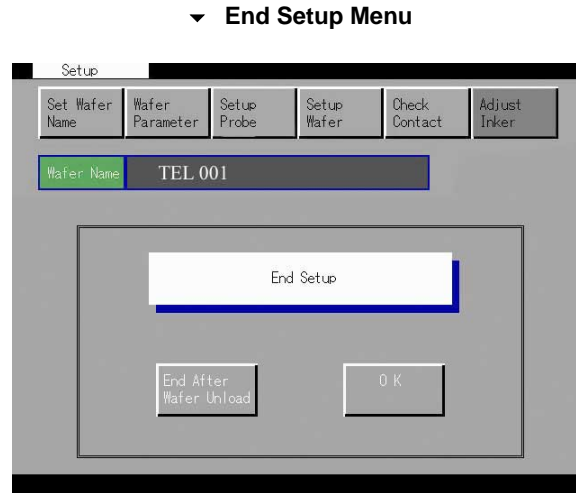 End Setup Menu
Setup
Set Wafer Name
Wafer Parameter
Setup Probe
Setup Wafer
Check Contact
Adjust Inker
Wafer Name
TEL 001
End Setup
End After Wafer Unload
O K